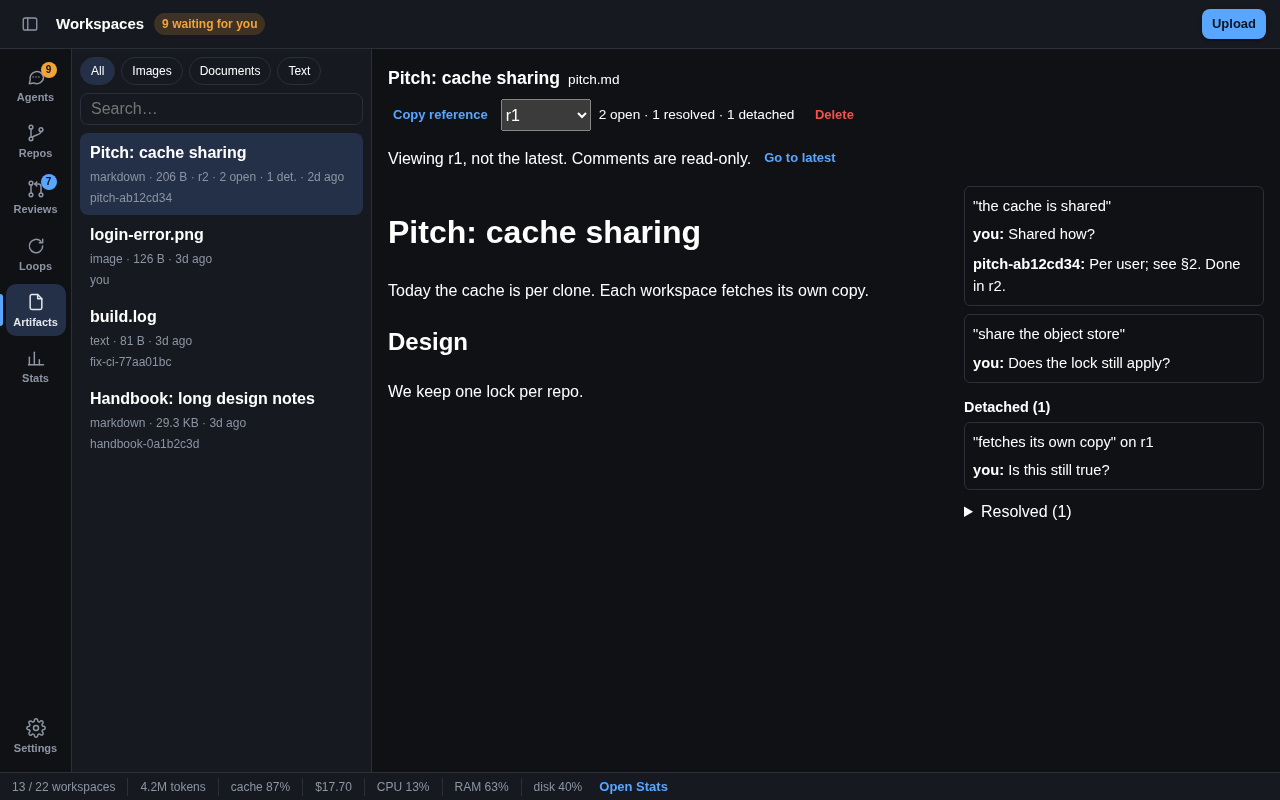 Workspaces 9 waiting for you Upload
9
Agents
Repos
7
Reviews
Loops
Artifacts
Stats
Settings
All Images Documents Text
Search…
Pitch: cache sharing
markdown · 206 B · r2 · 2 open · 1 det. · 2d ago
pitch-ab12cd34
login-error.png
image · 126 B · 3d ago
you
build.log
text · 81 B · 3d ago
fix-ci-77aa01bc
Handbook: long design notes
markdown · 29.3 KB · 3d ago
handbook-0a1b2c3d
Pitch: cache sharing pitch.md
Copy reference r1 2 open · 1 resolved · 1 detached Delete
Viewing r1, not the latest. Comments are read-only. Go to latest
Pitch: cache sharing
Today the cache is per clone. Each workspace fetches its own copy.
Design
We keep one lock per repo.
"the cache is shared"
you: Shared how?
pitch-ab12cd34: Per user; see §2. Done
in r2.
"share the object store"
you: Does the lock still apply?
Detached (1)
"fetches its own copy" on r1
you: Is this still true?
Resolved (1)
13 / 22 workspaces 4.2M tokens cache 87% $17.70 CPU 13% RAM 63% disk 40% Open Stats